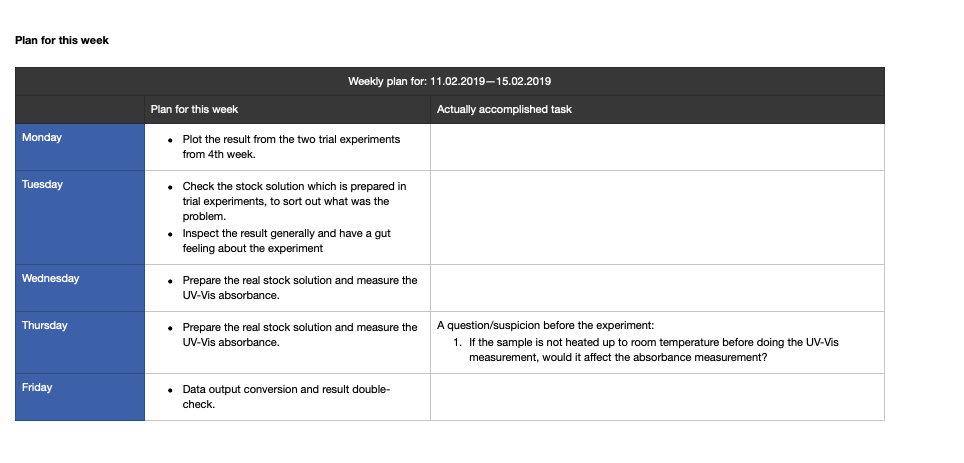 Plan for this week
Weekly plan for: 11.02.2019—15.02.2019
Plan for this week
Actually accomplished task
Monday
• Plot the result from the two trial experiments
from 4th week.
Tuesday
• Check the stock solution which is prepared in
trial experiments, to sort out what was the
problem.
• Inspect the result generally and have a gut
feeling about the experiment
Wednesday
• Prepare the real stock solution and measure the
UV-Vis absorbance.
Thursday
• Prepare the real stock solution and measure the
UV-Vis absorbance.
A question/suspicion before the experiment:
1. If the sample is not heated up to room temperature before doing the UV-Vis
measurement, would it affect the absorbance measurement?
Friday
• Data output conversion and result double-
check.